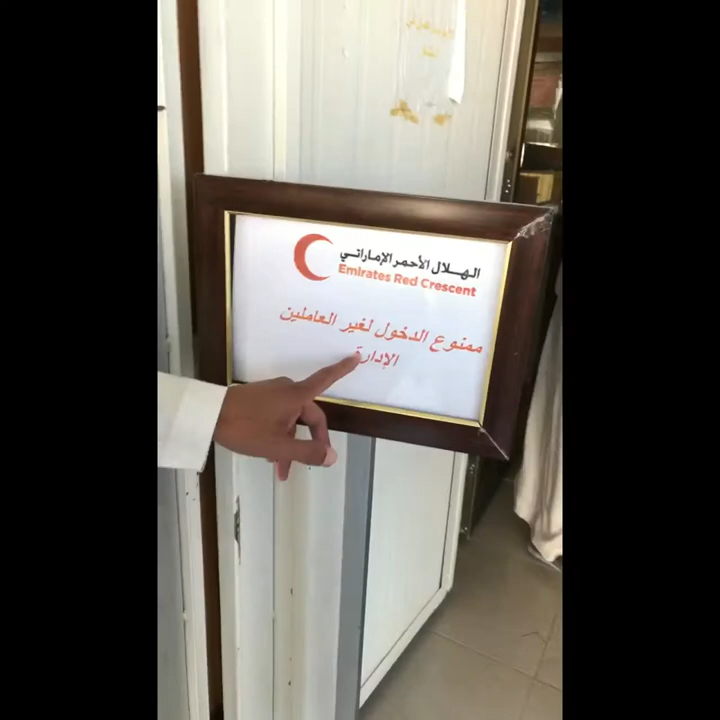 الهلال الأحمر الإماراتي
Emirates Red Crescent
ممنوع الدخول لغير العاملين
الإدارة